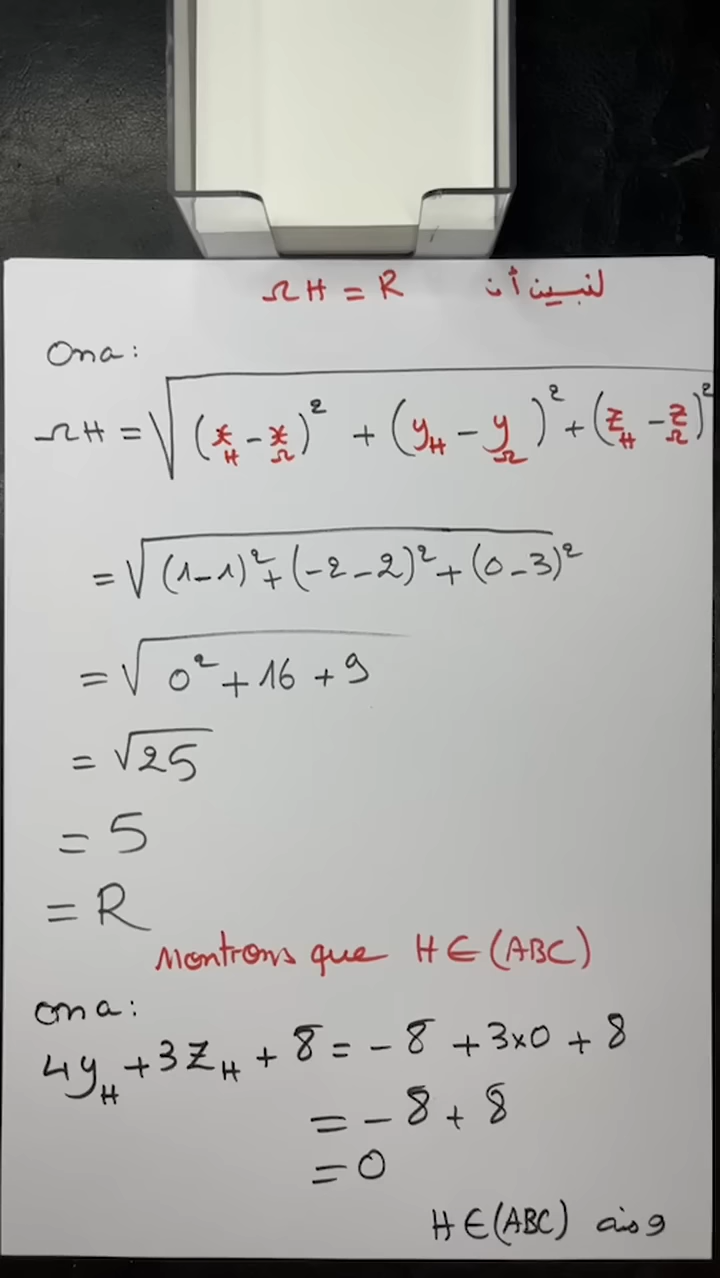 ΩH = R لنبين أن
On a :
ΩH = √((x_H - x_Ω)² + (y_H - y_Ω)² + (z_H - z_Ω)²)
= √((1-1)² + (-2-2)² + (0-3)²)
= √(0² + 16 + 9)
= √25
= 5
= R
Montrons que H ∈ (ABC)
on a :
4y_H + 3z_H + 8 = -8 + 3×0 + 8
= -8 + 8
= 0
H ∈ (ABC) ومنه